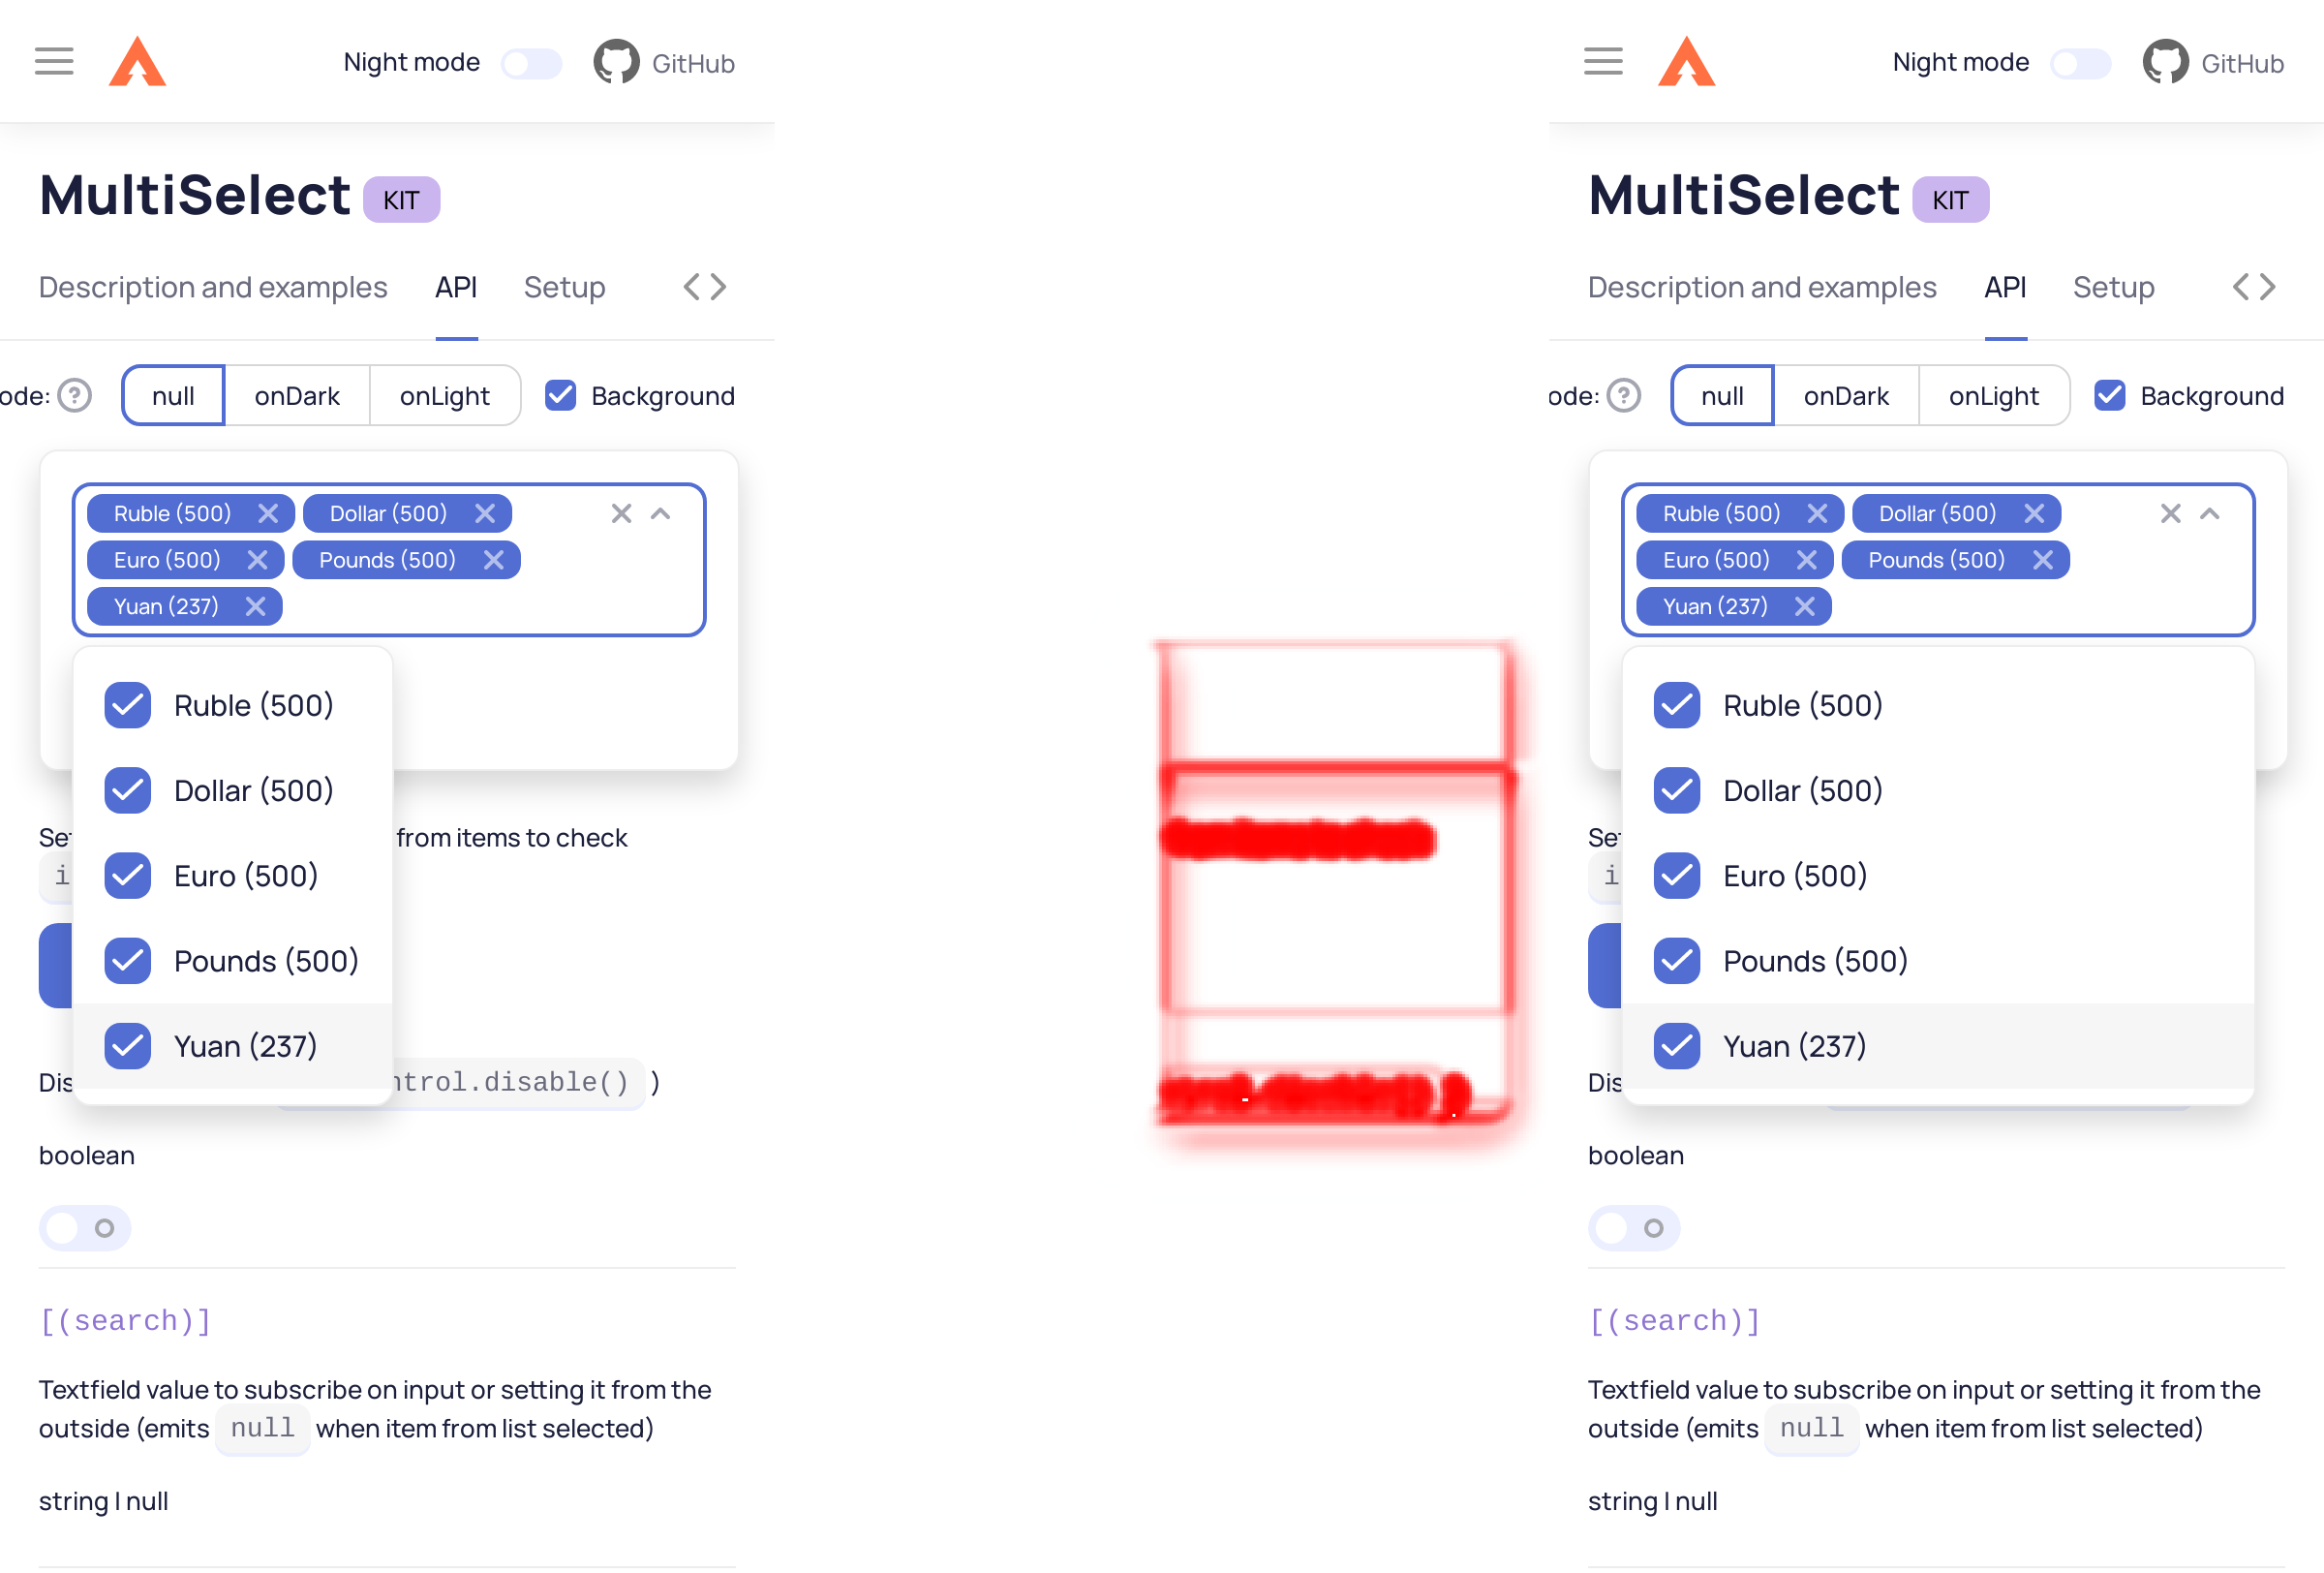 Night mode GitHub
MultiSelect KIT
Description and examples API Setup
ode: ? null onDark onLight Background
Ruble (500) Dollar (500)
Euro (500) Pounds (500)
Yuan (237)
Ruble (500)
Dollar (500)
from items to check
Euro (500)
Pounds (500)
Yuan (237)
ntrol.disable() )
boolean
[(search)]
Textfield value to subscribe on input or setting it from the
outside (emits null when item from list selected)
string | null
Night mode GitHub
MultiSelect KIT
Description and examples API Setup
ode: ? null onDark onLight Background
Ruble (500) Dollar (500)
Euro (500) Pounds (500)
Yuan (237)
Ruble (500)
Dollar (500)
Euro (500)
Pounds (500)
Yuan (237)
boolean
[(search)]
Textfield value to subscribe on input or setting it from the
outside (emits null when item from list selected)
string | null